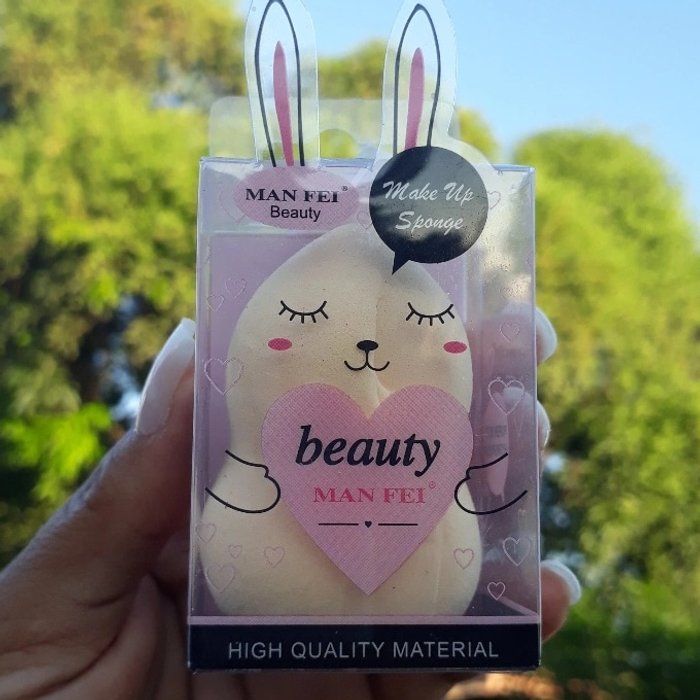 MAN FEI®
Beauty
Make Up
Sponge
beauty
MAN FEI®
HIGH QUALITY MATERIAL